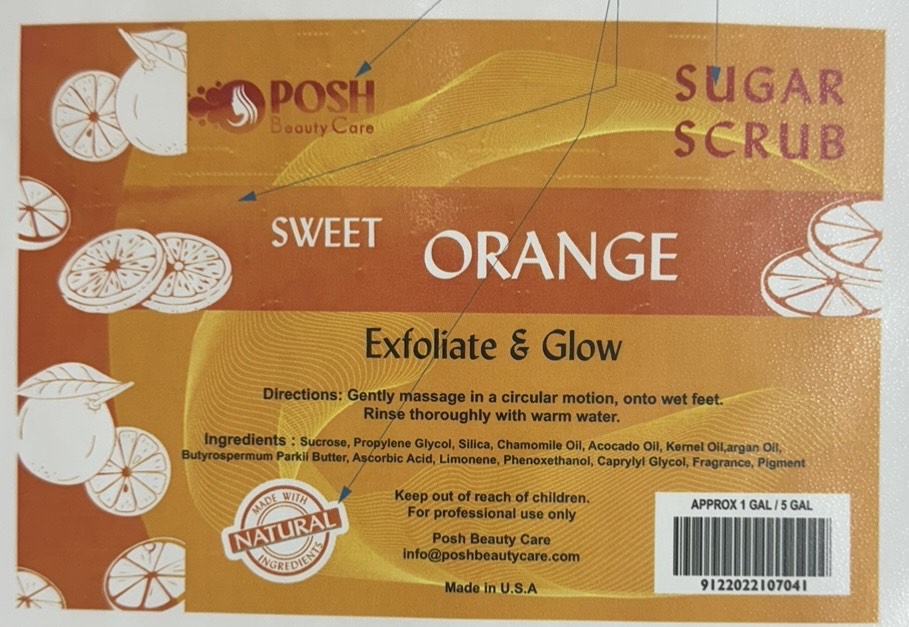 POSH
Beauty Care
SUGAR
SCRUB
SWEET ORANGE
Exfoliate & Glow
Directions: Gently massage in a circular motion, onto wet feet.
Rinse thoroughly with warm water.
Ingredients : Sucrose, Propylene Glycol, Silica, Chamomile Oil, Acocado Oil, Kernel Oil,argan Oil,
Butyrospermum Parkii Butter, Ascorbic Acid, Limonene, Phenoxethanol, Caprylyl Glycol, Fragrance, Pigment
MADE WITH
NATURAL
INGREDIENTS
Keep out of reach of children.
For professional use only
Posh Beauty Care
info@poshbeautycare.com
Made in U.S.A
APPROX 1 GAL / 5 GAL
9122022107041